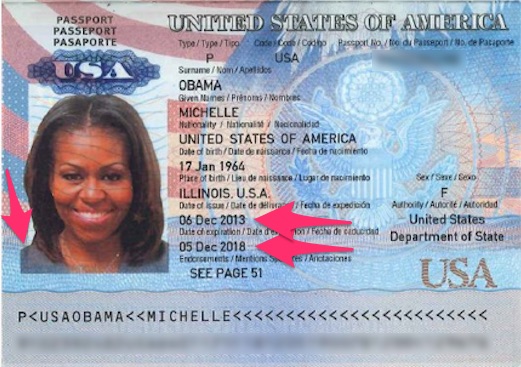 PASSPORT
PASSEPORT
PASAPORTE
USA
UNITED STATES OF AMERICA
Type / Type / Tipo Code / Code / Código Passport No. / No. du Passeport / No. de Pasaporte
P USA
Surname / Nom / Apellidos
OBAMA
Given Names / Prénoms / Nombres
MICHELLE
Nationality / Nationalité / Nacionalidad
UNITED STATES OF AMERICA
Date of birth / Date de naissance / Fecha de nacimiento
17 Jan 1964
Place of birth / Lieu de naissance / Lugar de nacimiento Sex / Sexe / Sexo
ILLINOIS, U.S.A. F
Date of issue / Date de / Fecha de expedición Authority / Autorité / Autoridad
06 Dec 2013 United States
Date of expiration / / Fecha de caducidad Department of State
05 Dec 2018
Endorsements / Mentions / Anotaciones
SEE PAGE 51
USA
P<USAOBAMA<<MICHELLE<<<<<<<<<<<<<<<<<<<<<<<<